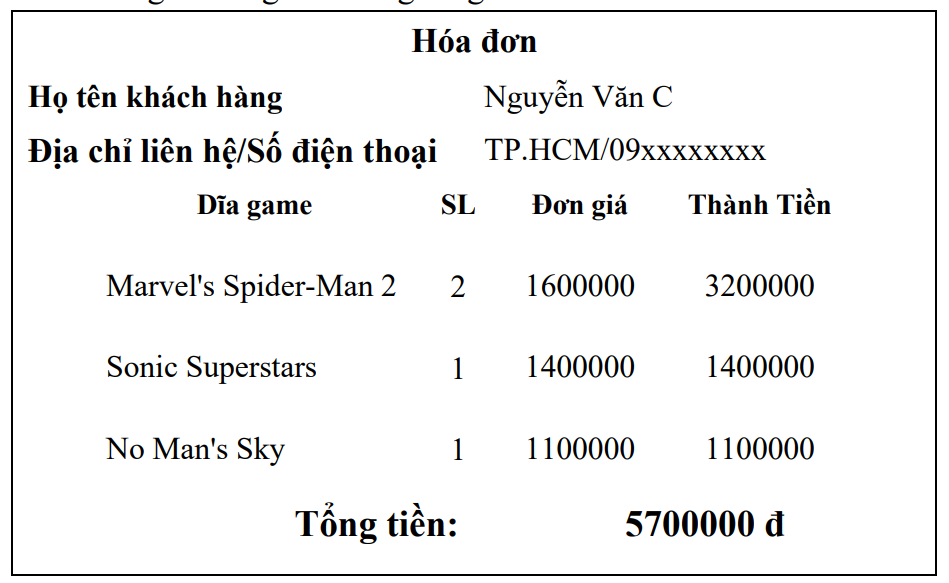 Hóa đơn
Họ tên khách hàng Nguyễn Văn C
Địa chỉ liên hệ/Số điện thoại TP.HCM/09xxxxxxxx
Dĩa game SL Đơn giá Thành Tiền
Marvel's Spider-Man 2 2 1600000 3200000
Sonic Superstars 1 1400000 1400000
No Man's Sky 1 1100000 1100000
Tổng tiền: 5700000 đ